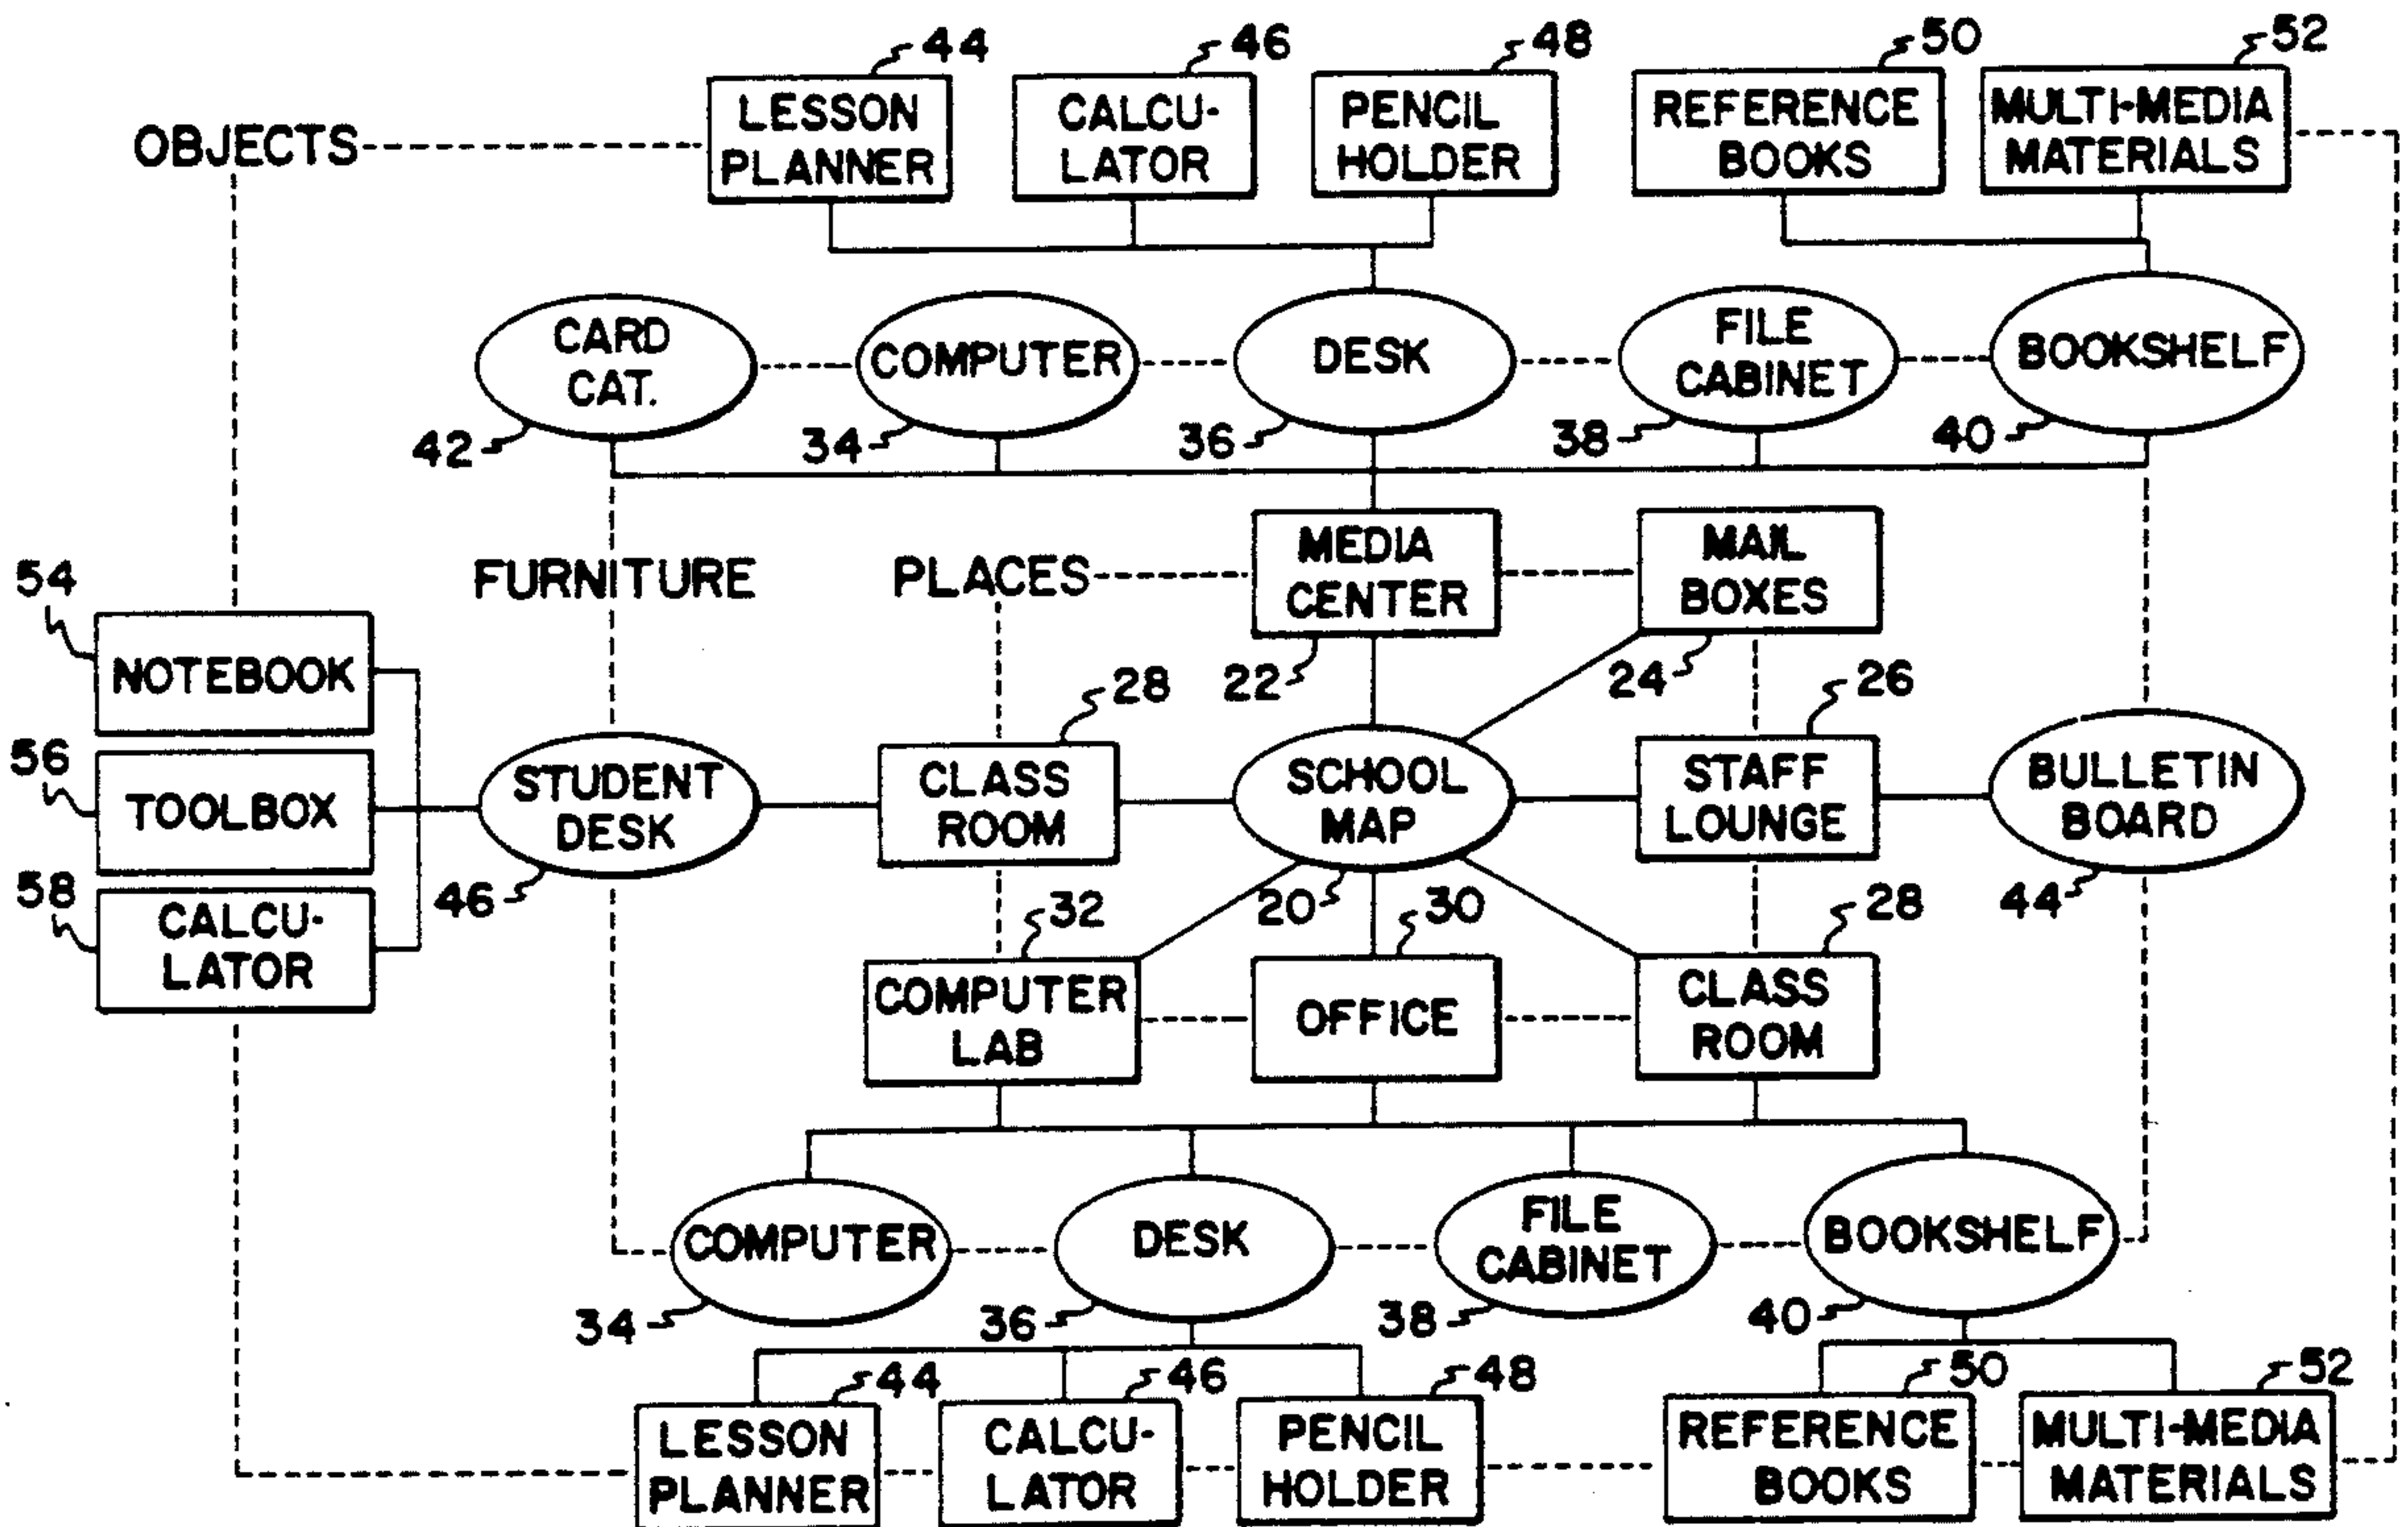 44
46
48
50
52
OBJECTS
LESSON
PLANNER
CALCU-
LATOR
PENCIL
HOLDER
REFERENCE
BOOKS
MULTI-MEDIA
MATERIALS
CARD
CAT.
COMPUTER
DESK
FILE
CABINET
BOOKSHELF
42
34
36
38
40
FURNITURE
PLACES
MEDIA
CENTER
MAIL
BOXES
22
24
54
NOTEBOOK
56
TOOLBOX
58
CALCU-
LATOR
STUDENT
DESK
46
28
CLASS
ROOM
SCHOOL
MAP
20
26
STAFF
LOUNGE
BULLETIN
BOARD
44
32
COMPUTER
LAB
30
OFFICE
28
CLASS
ROOM
COMPUTER
DESK
FILE
CABINET
BOOKSHELF
34
36
38
40
44
46
48
50
52
LESSON
PLANNER
CALCU-
LATOR
PENCIL
HOLDER
REFERENCE
BOOKS
MULTI-MEDIA
MATERIALS